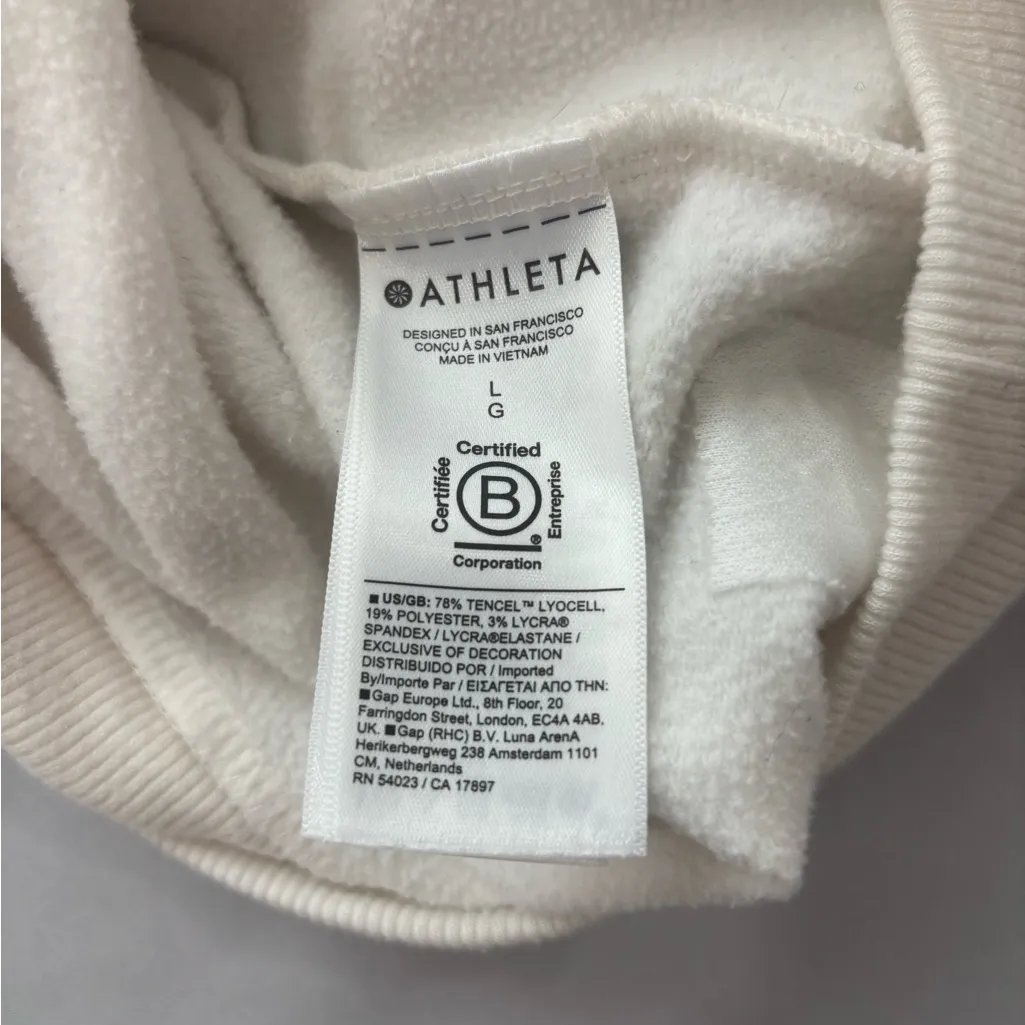 ATHLETA
DESIGNED IN SAN FRANCISCO
CONÇU À SAN FRANCISCO
MADE IN VIETNAM
L
G
Certified
Certifiée
B
Entreprise
®
Corporation
■ US/GB: 78% TENCEL™ LYOCELL,
19% POLYESTER, 3% LYCRA®
SPANDEX / LYCRA®ELASTANE /
EXCLUSIVE OF DECORATION
DISTRIBUIDO POR / Imported
By/Importe Par / ΕΙΣΑΓΕΤΑΙ ΑΠΟ ΤΗΝ:
■Gap Europe Ltd., 8th Floor, 20
Farringdon Street, London, EC4A 4AB,
UK. ■Gap (RHC) B.V. Luna ArenA
Herikerbergweg 238 Amsterdam 1101
CM, Netherlands
RN 54023 / CA 17897